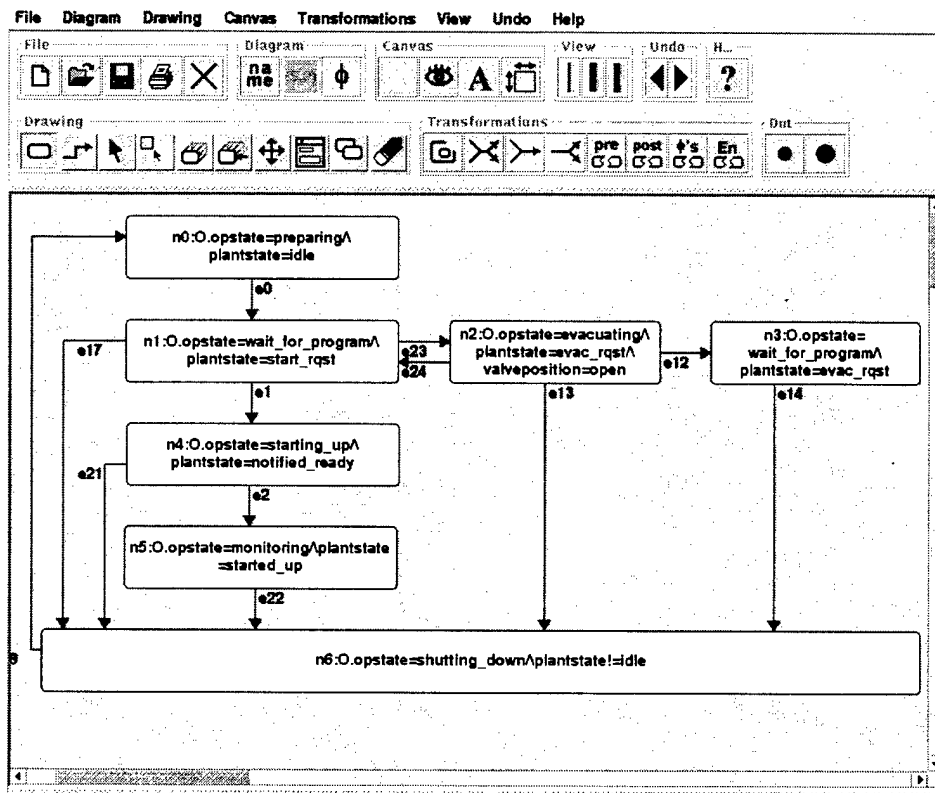 File Diagram Drawing Canvas Transformations View Undo Help
File Diagram Canvas View Undo H...
na
me
ϕ A ?
Drawing Transformations Dut
pre post ϕ's En
n0:O.opstate=preparing/\
plantstate=idle
e0
n1:O.opstate=wait_for_program/\
plantstate=start_rqst
e17
e23
e24
n2:O.opstate=evacuating/\
plantstate=evac_rqst/\
valveposition=open
e12
n3:O.opstate=
wait_for_program/\
plantstate=evac_rqst
e1
e13
e14
n4:O.opstate=starting_up/\
plantstate=notified_ready
e21
e2
n5:O.opstate=monitoring/\plantstate
=started_up
e22
n6:O.opstate=shutting_down/\plantstate!=idle